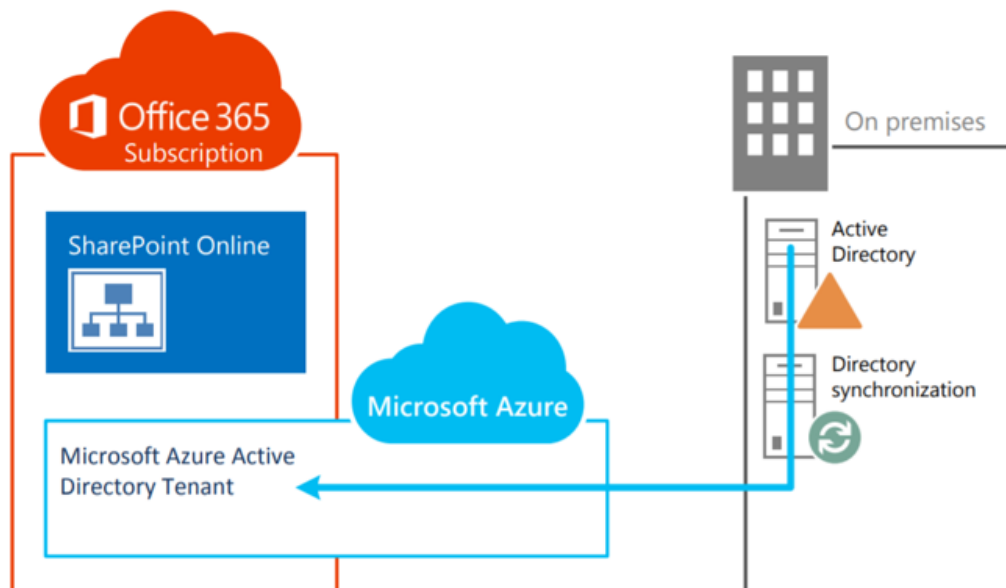 Office 365
Subscription
SharePoint Online
Microsoft Azure
Microsoft Azure Active
Directory Tenant
On premises
Active
Directory
Directory
synchronization